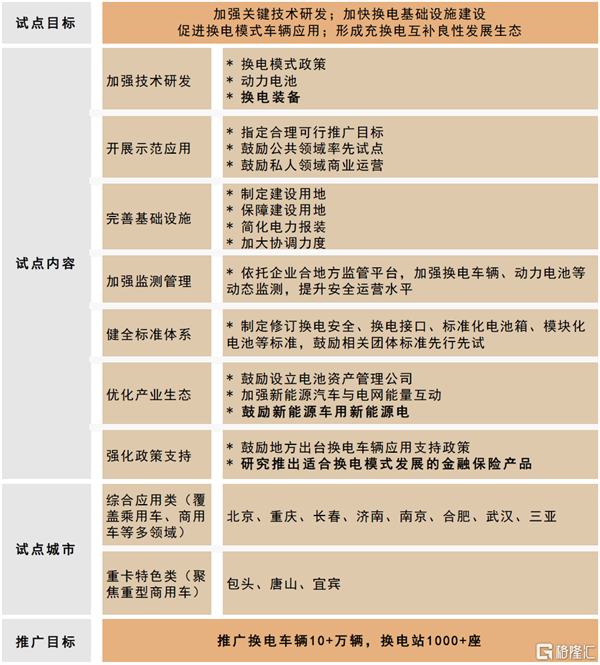 试点目标
加强关键技术研发；加快换电基础设施建设
促进换电模式车辆应用；形成充换电互补良性发展生态
试点内容
加强技术研发
* 换电模式政策
* 动力电池
* 换电装备
开展示范应用
* 指定合理可行推广目标
* 鼓励公共领域率先试点
* 鼓励私人领域商业运营
完善基础设施
* 制定建设用地
* 保障建设用地
* 简化电力报装
* 加大协调力度
加强监测管理
* 依托企业合地方监管平台，加强换电车辆、动力电池等
动态监测，提升安全运营水平
健全标准体系
* 制定修订换电安全、换电接口、标准化电池箱、模块化
电池等标准，鼓励相关团体标准先行先试
优化产业生态
* 鼓励设立电池资产管理公司
* 加强新能源汽车与电网能量互动
* 鼓励新能源车用新能源电
强化政策支持
* 鼓励地方出台换电车辆应用支持政策
* 研究推出适合换电模式发展的金融保险产品
试点城市
综合应用类（覆
盖乘用车、商用
车等多领域）
北京、重庆、长春、济南、南京、合肥、武汉、三亚
重卡特色类（聚
焦重型商用车）
包头、唐山、宜宾
推广目标
推广换电车辆10+万辆，换电站1000+座
格隆汇